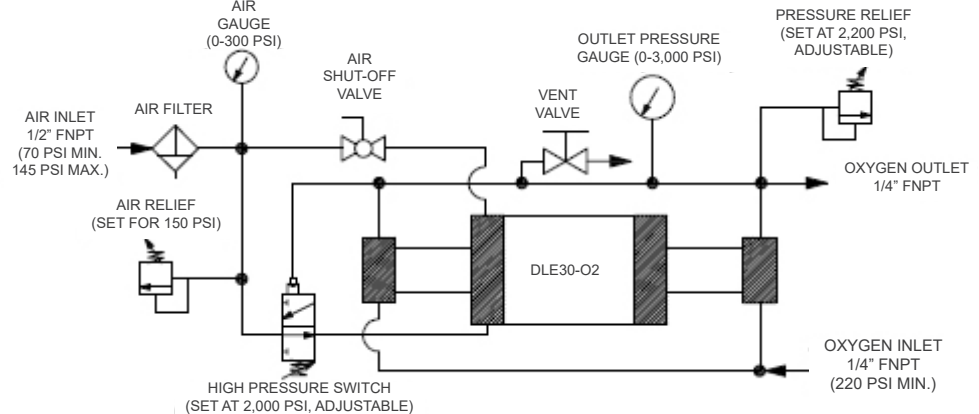 AIR
GAUGE
(0-300 PSI)
AIR
SHUT-OFF
VALVE
OUTLET PRESSURE
GAUGE (0-3,000 PSI)
PRESSURE RELIEF
(SET AT 2,200 PSI,
ADJUSTABLE)
VENT
VALVE
AIR INLET
1/2" FNPT
(70 PSI MIN.
145 PSI MAX.)
AIR FILTER
OXYGEN OUTLET
1/4" FNPT
AIR RELIEF
(SET FOR 150 PSI)
DLE30-O2
OXYGEN INLET
1/4" FNPT
(220 PSI MIN.)
HIGH PRESSURE SWITCH
(SET AT 2,000 PSI, ADJUSTABLE)